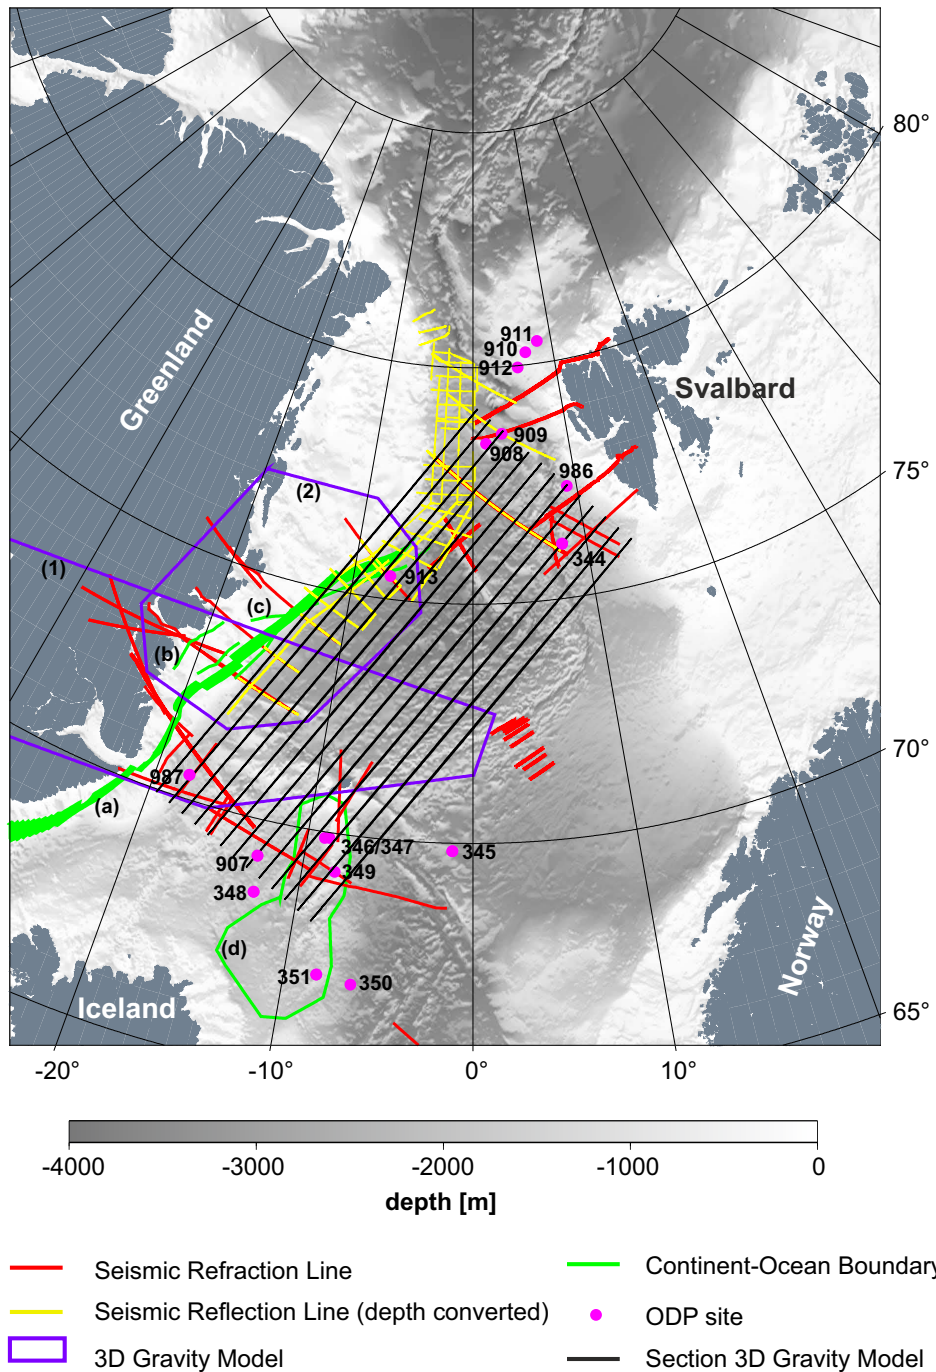 80°
911
910
912
Svalbard
Greenland
909
908
986
75°
(2)
344
(1)
913
(c)
(b)
70°
987
(a)
346/347
345
907
349
348
(d)
Norway
351
350
Iceland
65°
-20°
-10°
0°
10°
-4000
-3000
-2000
-1000
0
depth [m]
Seismic Refraction Line
Continent-Ocean Boundary
Seismic Reflection Line (depth converted)
ODP site
3D Gravity Model
Section 3D Gravity Model